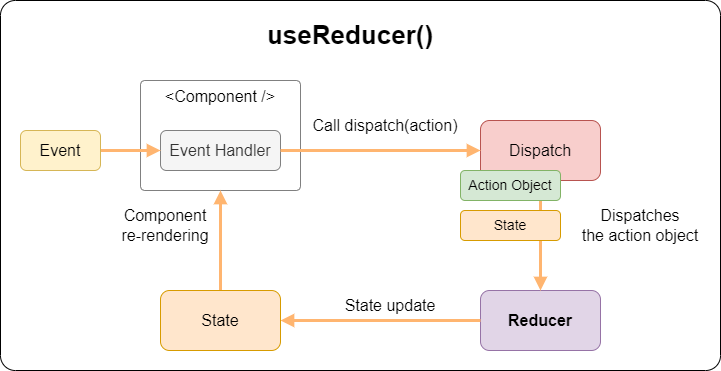 useReducer()
<Component />
Event
Event Handler
Call dispatch(action)
Dispatch
Action Object
State
Dispatches
the action object
Component
re-rendering
State
State update
Reducer